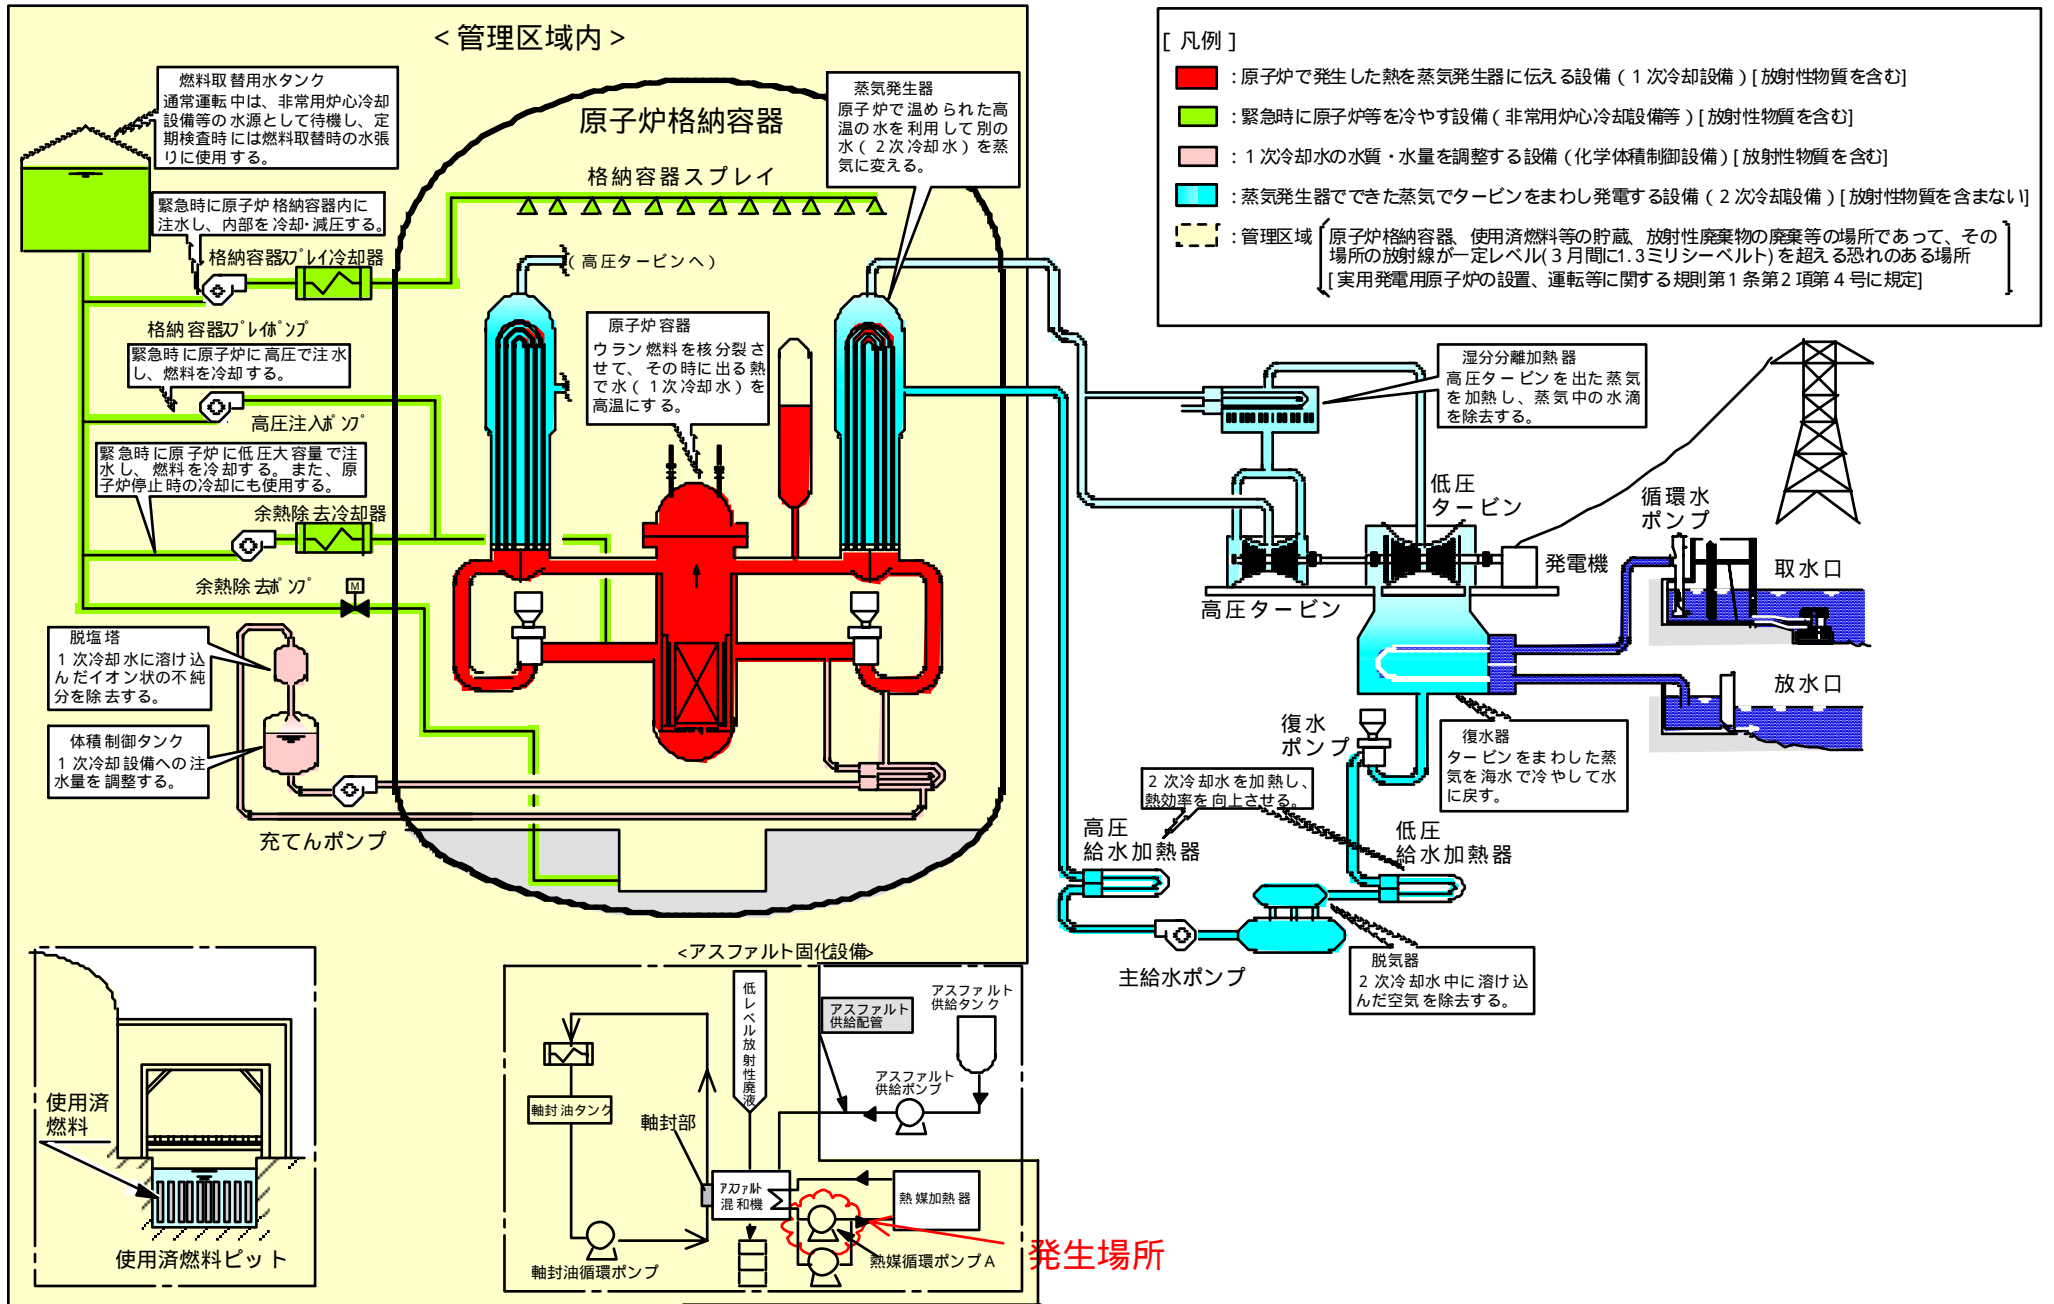 <管理区域内>
燃料取替用水タンク
通常運転中は、非常用炉心冷却
設備等の水源として待機し、定
期検査時には燃料取替時の水張
りに使用する。
緊急時に原子炉格納容器内に
注水し、内部を冷却・減圧する。
格納容器ｽﾌﾟﾚｲ冷却器
格納容器ｽﾌﾟﾚｲﾎﾟﾝﾌﾟ
緊急時に原子炉に高圧で注水
し、燃料を冷却する。
高圧注入ﾎﾟﾝﾌﾟ
緊急時に原子炉に低圧大容量で注
水し、燃料を冷却する。また、原
子炉停止時の冷却にも使用する。
余熱除去冷却器
余熱除去ﾎﾟﾝﾌﾟ
M
脱塩塔
1次冷却水に溶け込
んだイオン状の不純
分を除去する。
体積制御タンク
1次冷却設備への注
水量を調整する。
充てんポンプ
原子炉格納容器
格納容器スプレイ
(高圧タービンへ)
蒸気発生器
原子炉で温められた高
温の水を利用して別の
水(2次冷却水)を蒸
気に変える。
原子炉容器
ウラン燃料を核分裂さ
せて、その時に出る熱
で水(1次冷却水)を
高温にする。
[凡例]
:原子炉で発生した熱を蒸気発生器に伝える設備(1次冷却設備)[放射性物質を含む]
:緊急時に原子炉等を冷やす設備(非常用炉心冷却設備等)[放射性物質を含む]
:1次冷却水の水質・水量を調整する設備(化学体積制御設備)[放射性物質を含む]
:蒸気発生器でできた蒸気でタービンをまわし発電する設備(2次冷却設備)[放射性物質を含まない]
:管理区域 原子炉格納容器、使用済燃料等の貯蔵、放射性廃棄物の廃棄等の場所であって、その
場所の放射線が一定レベル(3月間に1.3ミリシーベルト)を超える恐れのある場所
[実用発電用原子炉の設置、運転等に関する規則第1条第2項第4号に規定]
湿分分離加熱器
高圧タービンを出た蒸気
を加熱し、蒸気中の水滴
を除去する。
低圧
タービン
高圧タービン
発電機
循環水
ポンプ
取水口
放水口
復水
ポンプ
復水器
タービンをまわした蒸
気を海水で冷やして水
に戻す。
2次冷却水を加熱し、
熱効率を向上させる。
高圧
給水加熱器
低圧
給水加熱器
主給水ポンプ
脱気器
2次冷却水中に溶け込
んだ空気を除去する。
使用済
燃料
使用済燃料ピット
<アスファルト固化設備>
低レベル放射性廃液
アスファルト
供給配管
アスファルト
供給タンク
アスファルト
供給ポンプ
軸封油タンク
軸封部
ｱｽﾌｧﾙﾄ
混和機
熱媒加熱器
軸封油循環ポンプ
熱媒循環ポンプA
発生場所